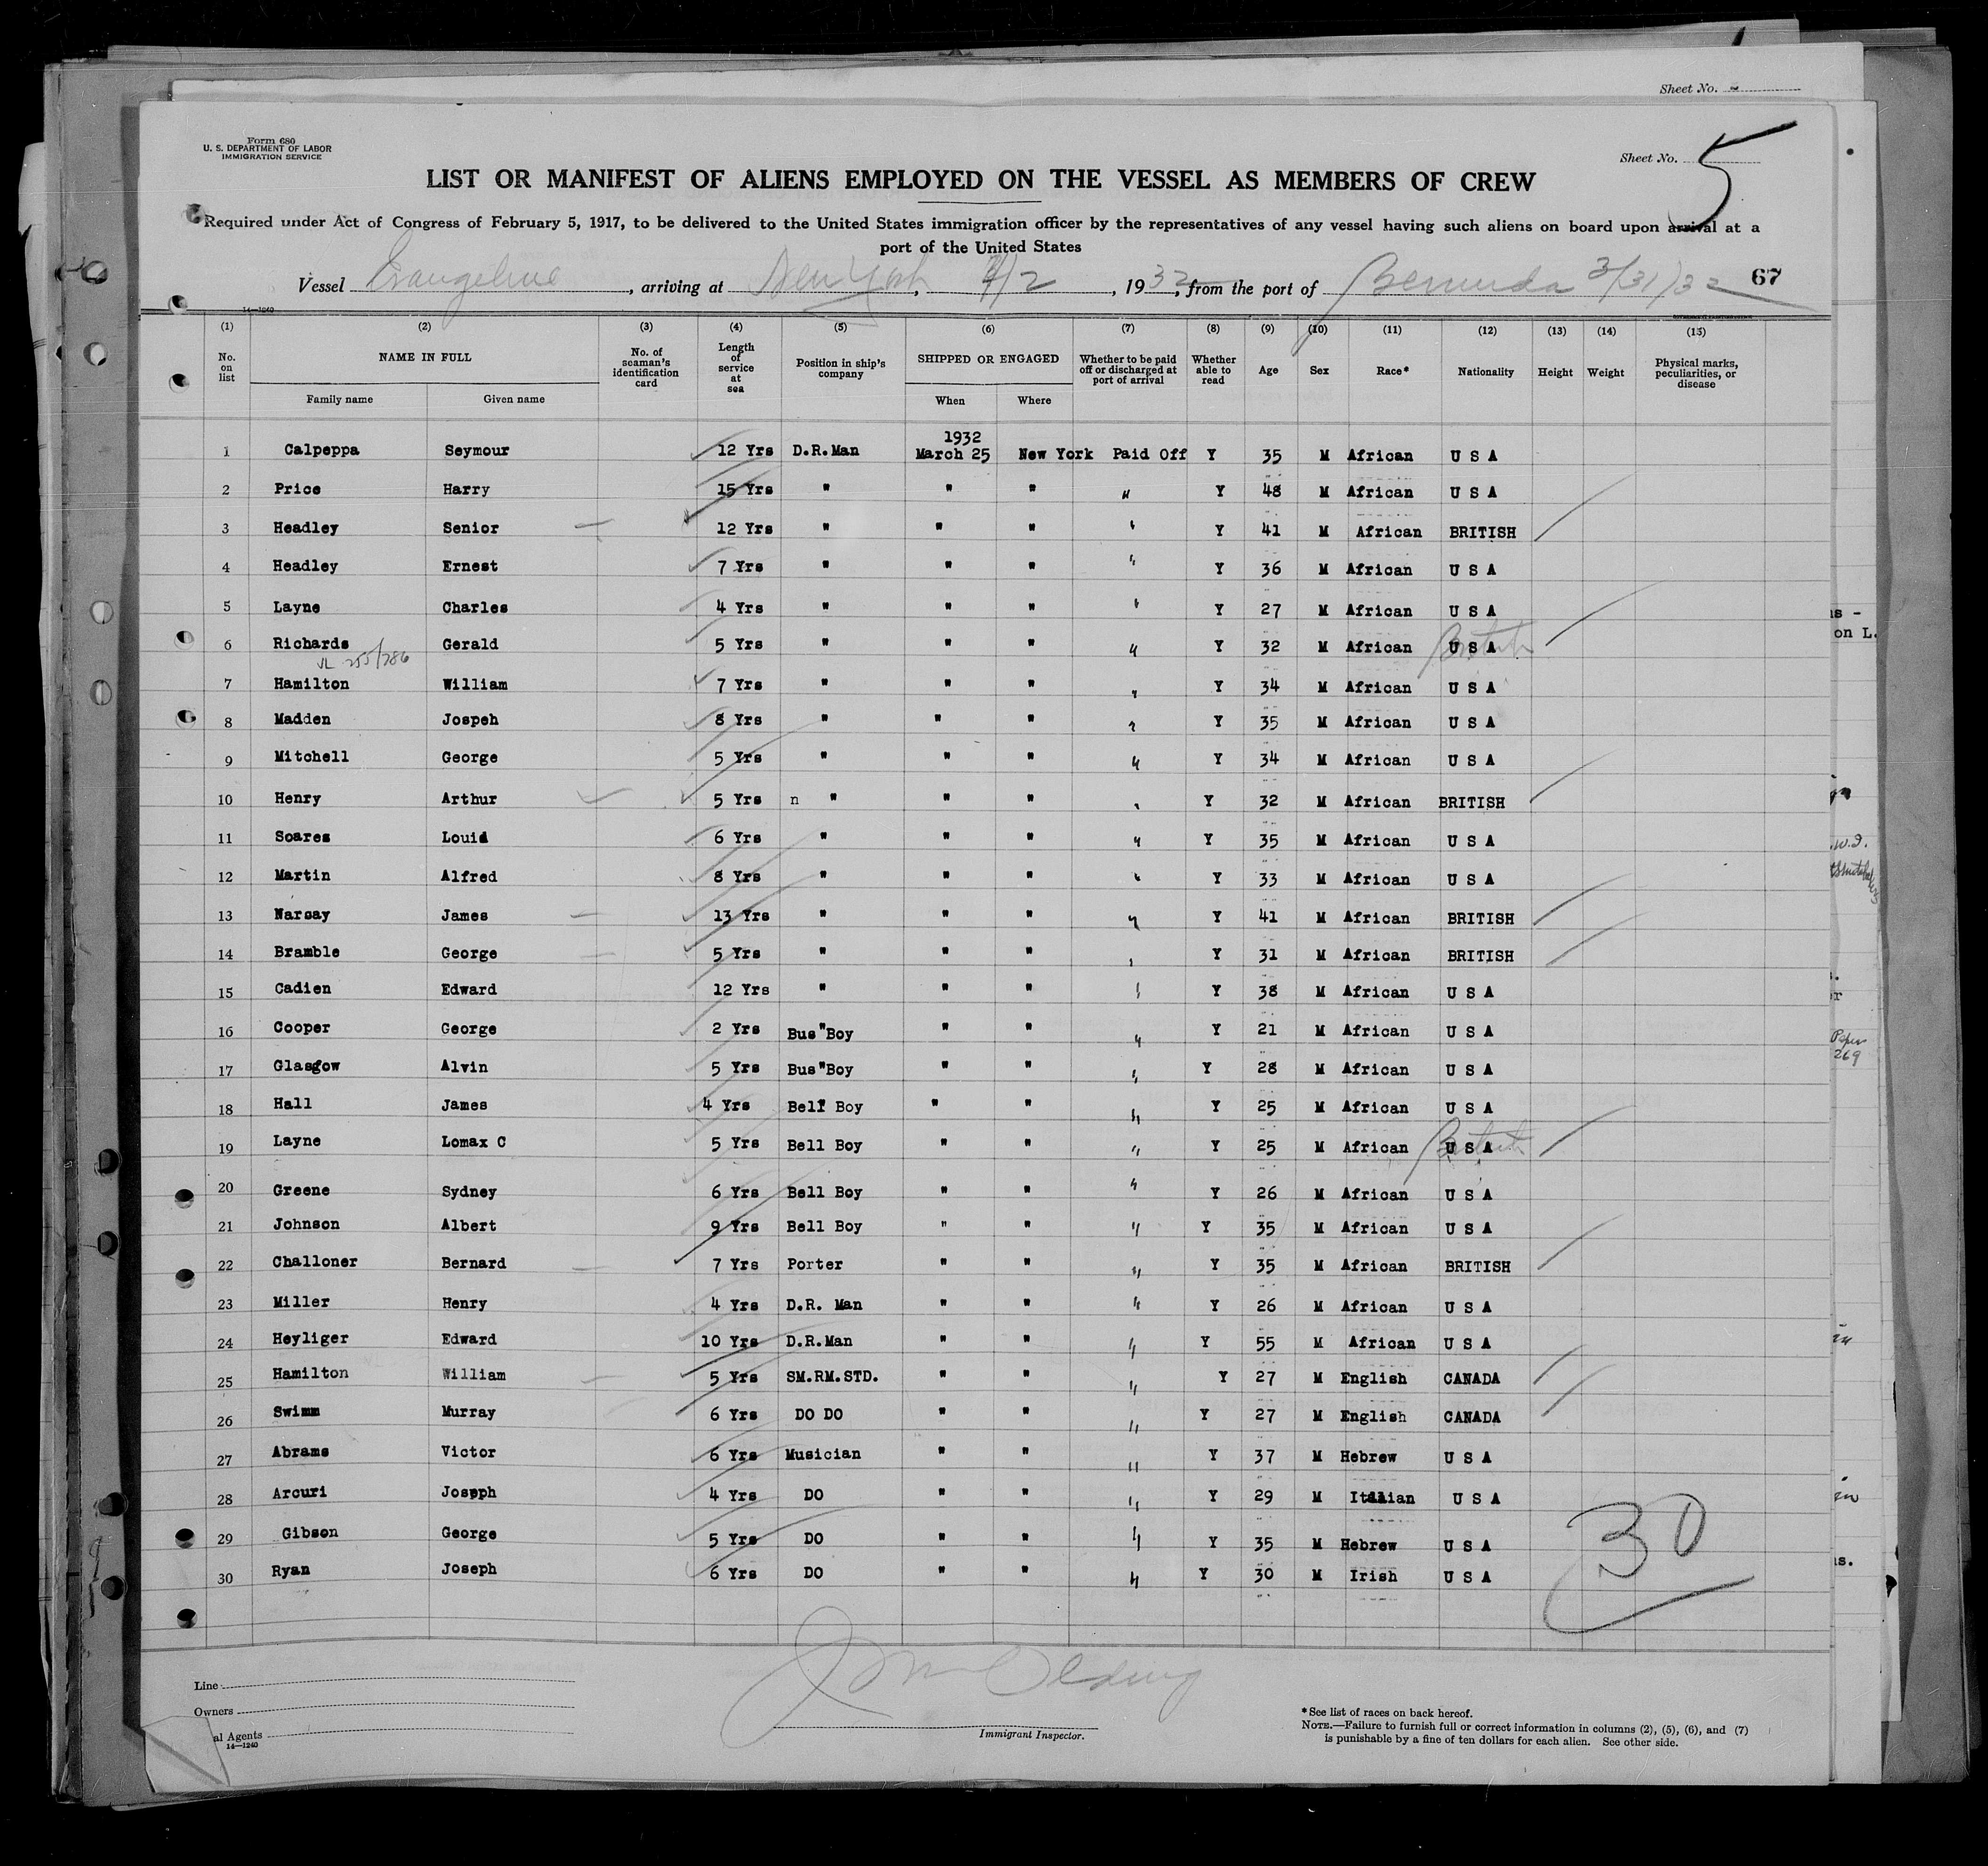 Sheet No.
Form 680
U. S. DEPARTMENT OF LABOR
IMMIGRATION SERVICE
Sheet No. 5
LIST OR MANIFEST OF ALIENS EMPLOYED ON THE VESSEL AS MEMBERS OF CREW
Required under Act of Congress of February 5, 1917, to be delivered to the United States immigration officer by the representatives of any vessel having such aliens on board upon arrival at a
port of the United States
Vessel Evangeline, arriving at New York, 4/2, 1932, from the port of Bermuda 3/31/32 67
14—1240
(1) (2) (3) (4) (5) (6) (7) (8) (9) (10) (11) (12) (13) (14) (15)
No. on list NAME IN FULL No. of seaman's identification card Length of service at sea Position in ship's company SHIPPED OR ENGAGED Whether to be paid off or discharged at port of arrival Whether able to read Age Sex Race* Nationality Height Weight Physical marks, peculiarities, or disease
Family name Given name When Where
1932
1 Calpeppa Seymour 12 Yrs D.R.Man March 25 New York Paid Off Y 35 M African U S A
2 Price Harry 15 Yrs " " " " Y 48 M African U S A
3 Headley Senior 12 Yrs " " " " Y 41 M African BRITISH
4 Headley Ernest 7 Yrs " " " " Y 36 M African U S A
5 Layne Charles 4 Yrs " " " " Y 27 M African U S A
6 Richards Gerald 5 Yrs " " " " Y 32 M African U S A British
VL 255/286
7 Hamilton William 7 Yrs " " " " Y 34 M African U S A
8 Madden Jospeh 8 Yrs " " " " Y 35 M African U S A
9 Mitchell George 5 Yrs " " " " Y 34 M African U S A
10 Henry Arthur 5 Yrs n " " " " Y 32 M African BRITISH
11 Soares Louid 6 Yrs " " " " Y 35 M African U S A
12 Martin Alfred 8 Yrs " " " " Y 33 M African U S A
13 Narsay James 13 Yrs " " " " Y 41 M African BRITISH
14 Bramble George 5 Yrs " " " " Y 31 M African BRITISH
15 Cadien Edward 12 Yrs " " " " Y 38 M African U S A
16 Cooper George 2 Yrs Bus"Boy " " " Y 21 M African U S A
17 Glasgow Alvin 5 Yrs Bus"Boy " " " Y 28 M African U S A
18 Hall James 4 Yrs Bell Boy " " " Y 25 M African U S A
19 Layne Lomax C 5 Yrs Bell Boy " " " Y 25 M African U S A British
20 Greene Sydney 6 Yrs Bell Boy " " " Y 26 M African U S A
21 Johnson Albert 9 Yrs Bell Boy " " " Y 35 M African U S A
22 Challoner Bernard 7 Yrs Porter " " " Y 35 M African BRITISH
23 Miller Henry 4 Yrs D.R. Man " " " Y 26 M African U S A
24 Heyliger Edward 10 Yrs D.R.Man " " " Y 55 M African U S A
25 Hamilton William 5 Yrs SM.RM.STD. " " " Y 27 M English CANADA
26 Swimm Murray 6 Yrs DO DO " " " Y 27 M English CANADA
27 Abrams Victor 6 Yrs Musician " " " Y 37 M Hebrew U S A
28 Arcuri Joseph 4 Yrs DO " " " Y 29 M Italian U S A
29 Gibson George 5 Yrs DO " " " Y 35 M Hebrew U S A
30 Ryan Joseph 6 Yrs DO " " " Y 30 M Irish U S A
30
Line
Owners
al Agents
14—1240
Immigrant Inspector.
*See list of races on back hereof.
NOTE.—Failure to furnish full or correct information in columns (2), (5), (6), and (7)
is punishable by a fine of ten dollars for each alien. See other side.